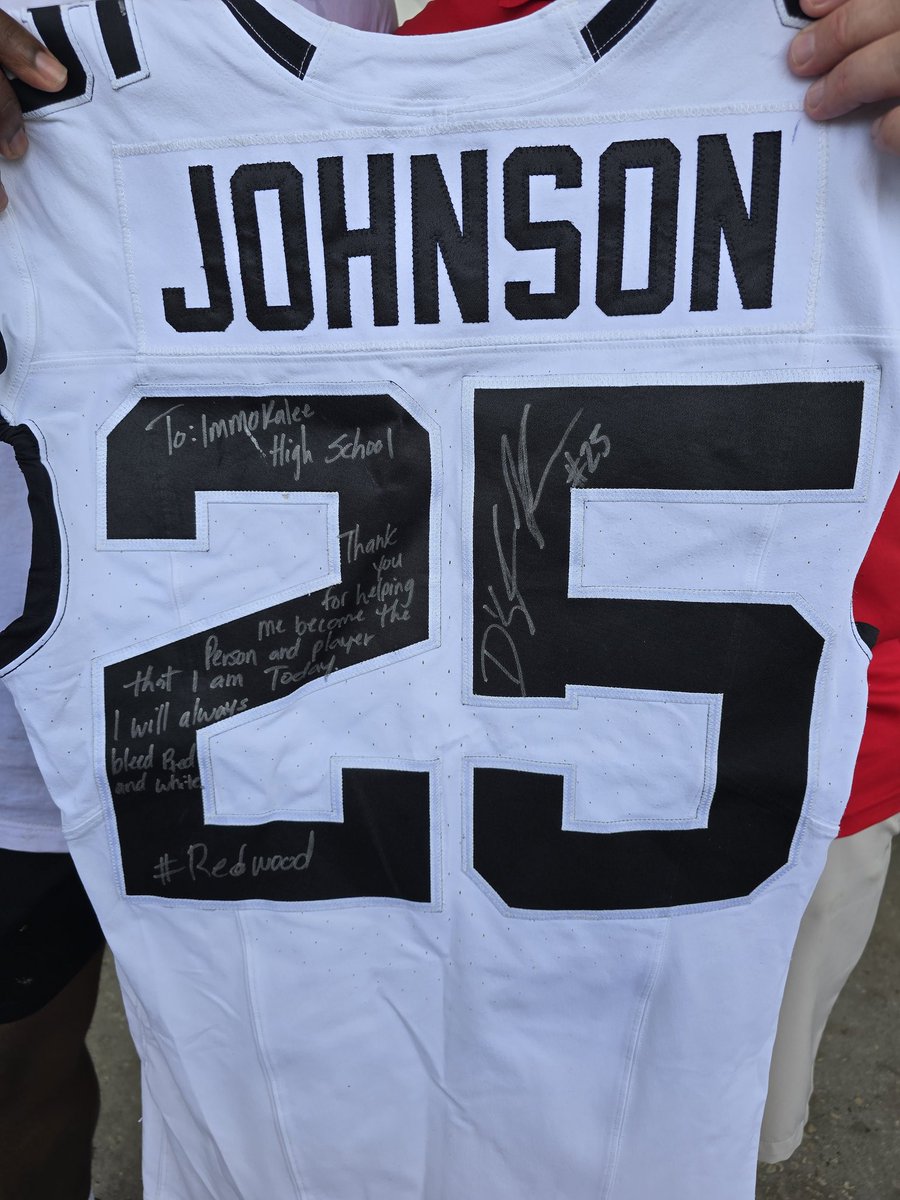 JOHNSON
25
To: Immokalee
High School
Thank
you
for helping
me become the
Person and player
that I am Today.
I will always
bleed Red
and white
#Redwood
#25